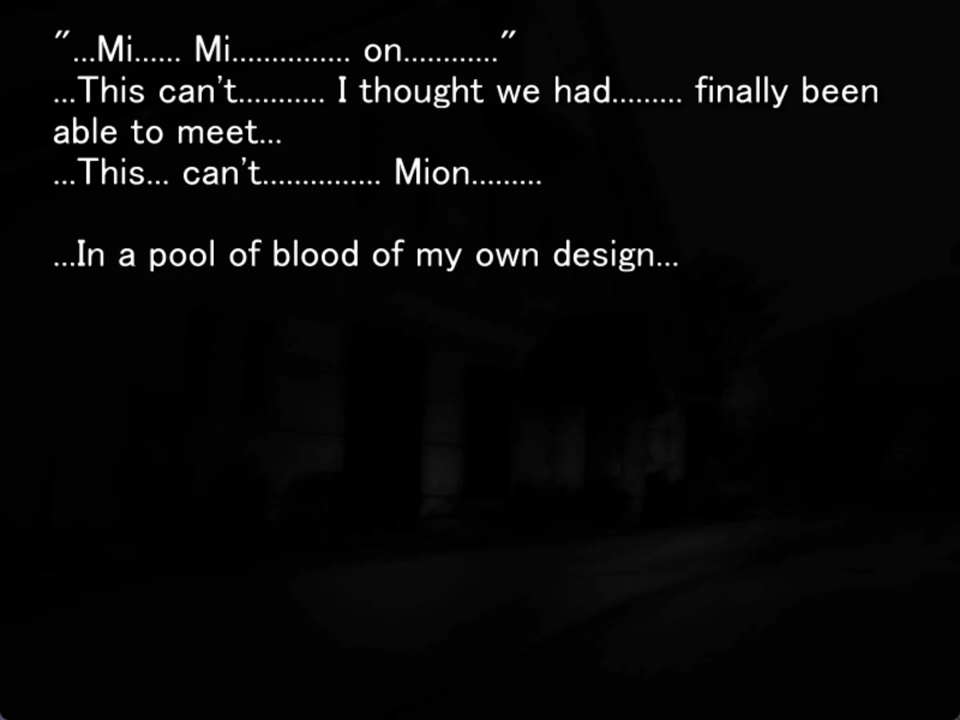 "...Mi...... Mi............... on............"
...This can't........... I thought we had......... finally been
able to meet...
...This... can't............... Mion.........
...In a pool of blood of my own design...